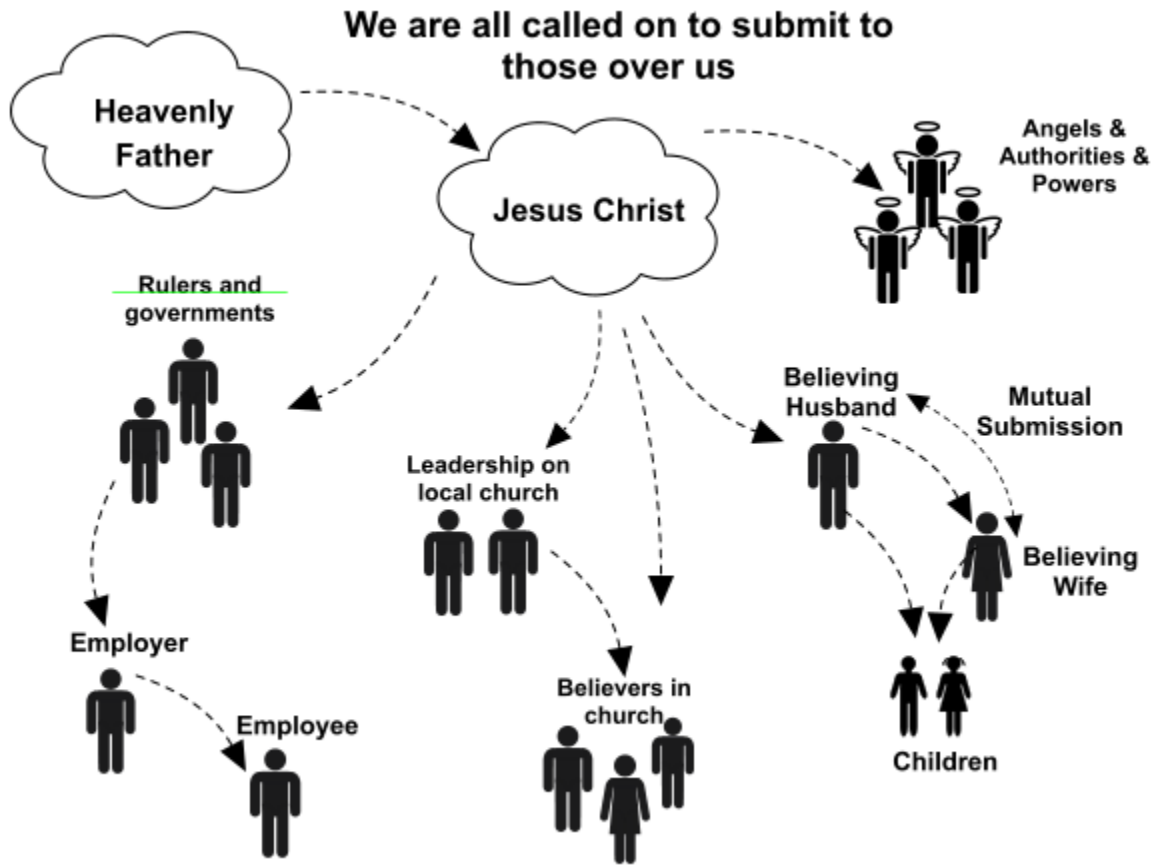 We are all called on to submit to
those over us
Heavenly
Father
Jesus Christ
Angels &
Authorities &
Powers
Rulers and
governments
Believing
Husband
Mutual
Submission
Leadership on
local church
Believing
Wife
Employer
Employee
Believers in
church
Children